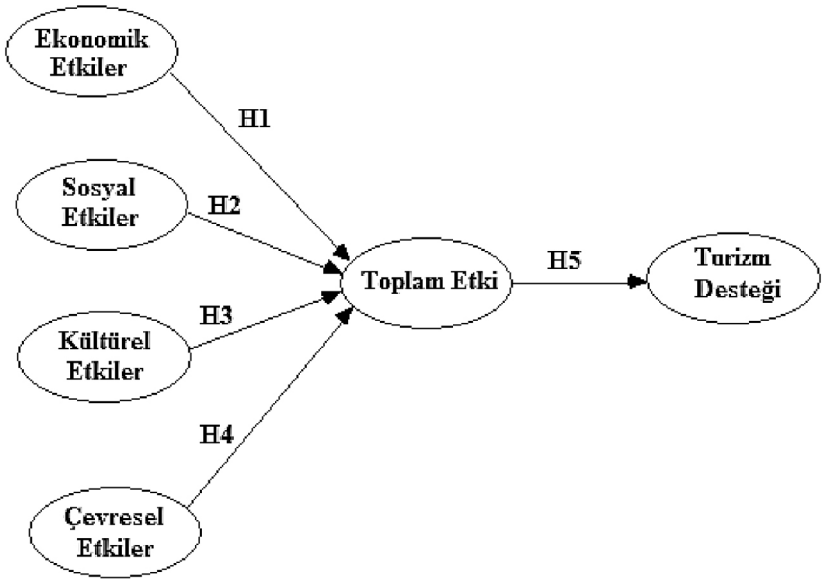 Ekonomik
Etkiler
H1
Sosyal
Etkiler
H2
Toplam Etki
H5
Turizm
Desteği
Kültürel
Etkiler
H3
H4
Çevresel
Etkiler